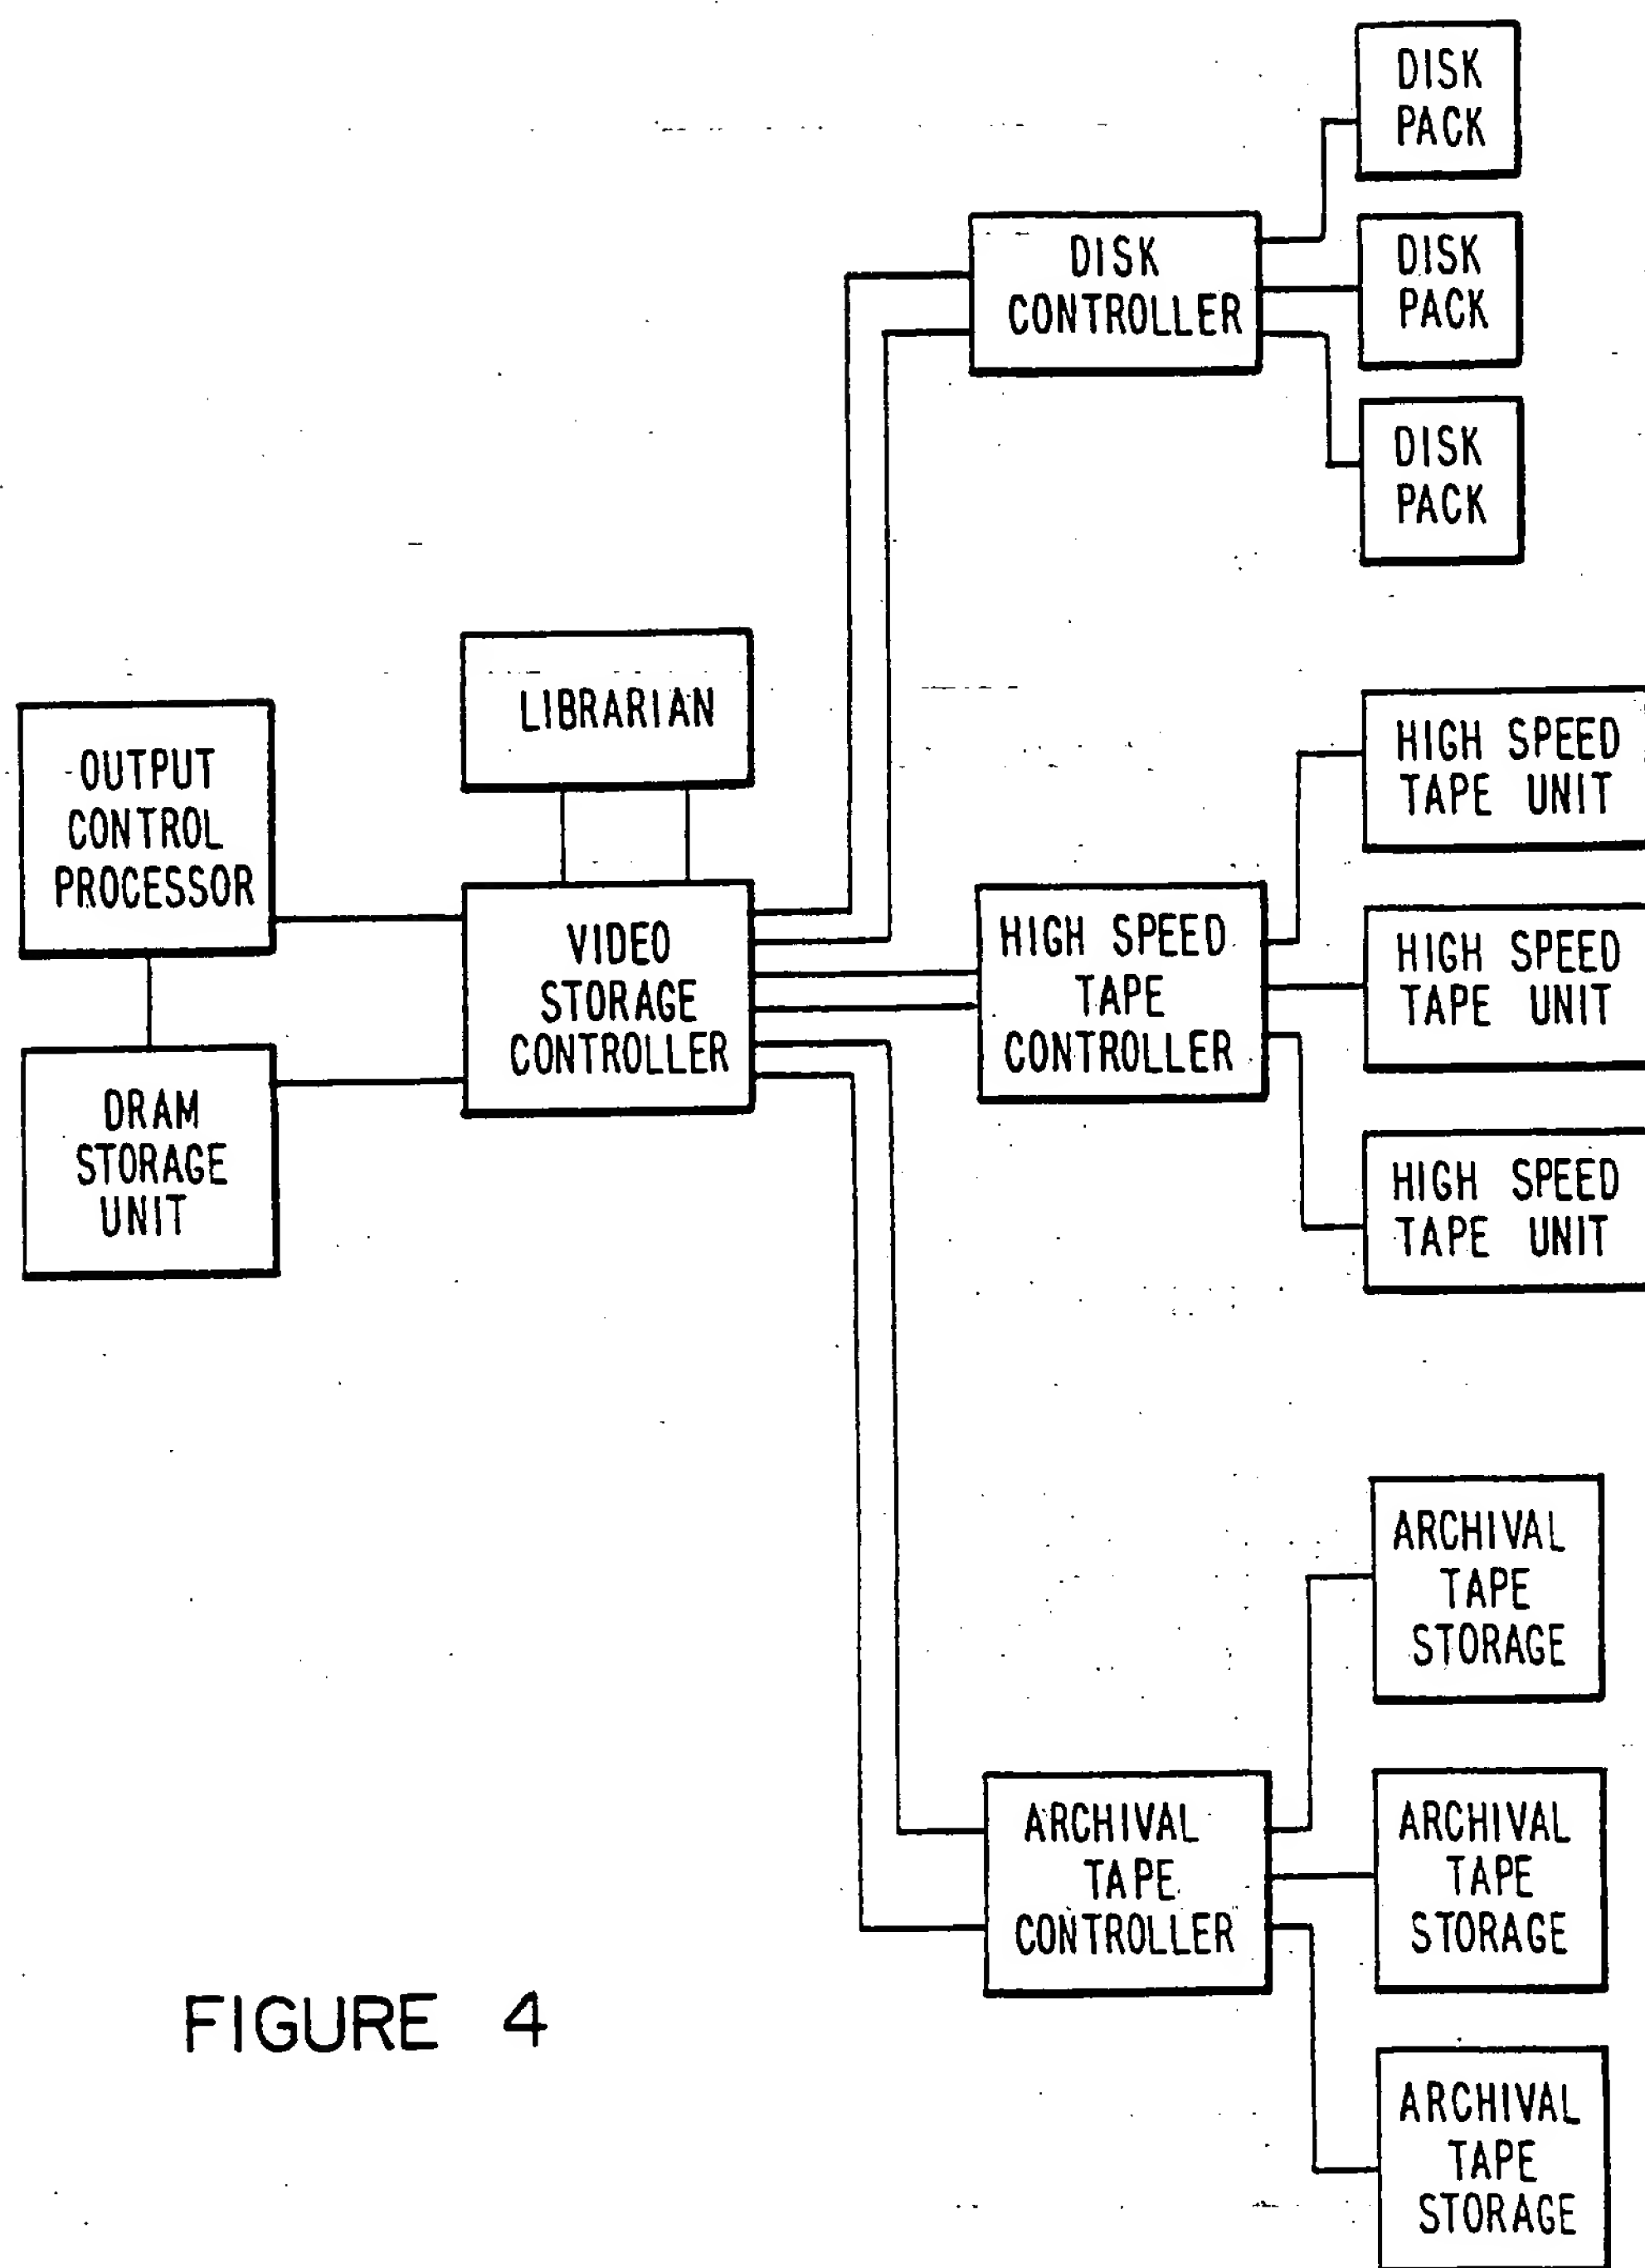 DISK
PACK
DISK
CONTROLLER
DISK
PACK
DISK
PACK
LIBRARIAN
OUTPUT
CONTROL
PROCESSOR
HIGH SPEED
TAPE UNIT
VIDEO
STORAGE
CONTROLLER
HIGH SPEED
TAPE
CONTROLLER
HIGH SPEED
TAPE UNIT
DRAM
STORAGE
UNIT
HIGH SPEED
TAPE UNIT
ARCHIVAL
TAPE
STORAGE
ARCHIVAL
TAPE
CONTROLLER
ARCHIVAL
TAPE
STORAGE
FIGURE 4
ARCHIVAL
TAPE
STORAGE